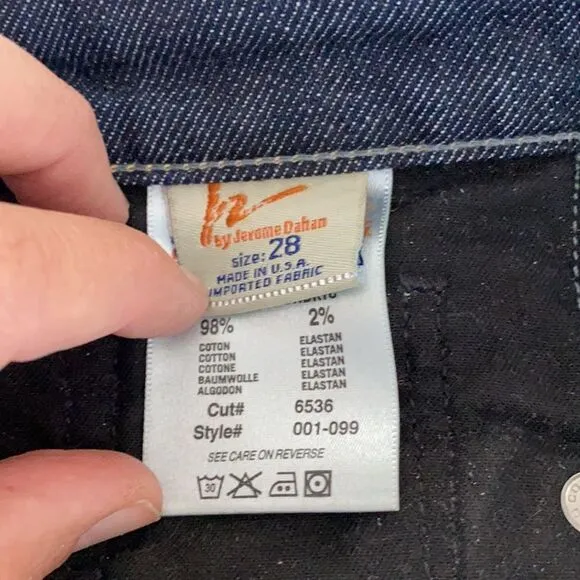 by Jerome Dahan
size: 28
MADE IN U.S.A.
IMPORTED FABRIC
98% 2%
COTON ELASTAN
COTTON ELASTAN
COTONE ELASTAN
BAUMWOLLE ELASTAN
ALGODON ELASTAN
Cut# 6536
Style# 001-099
SEE CARE ON REVERSE
30